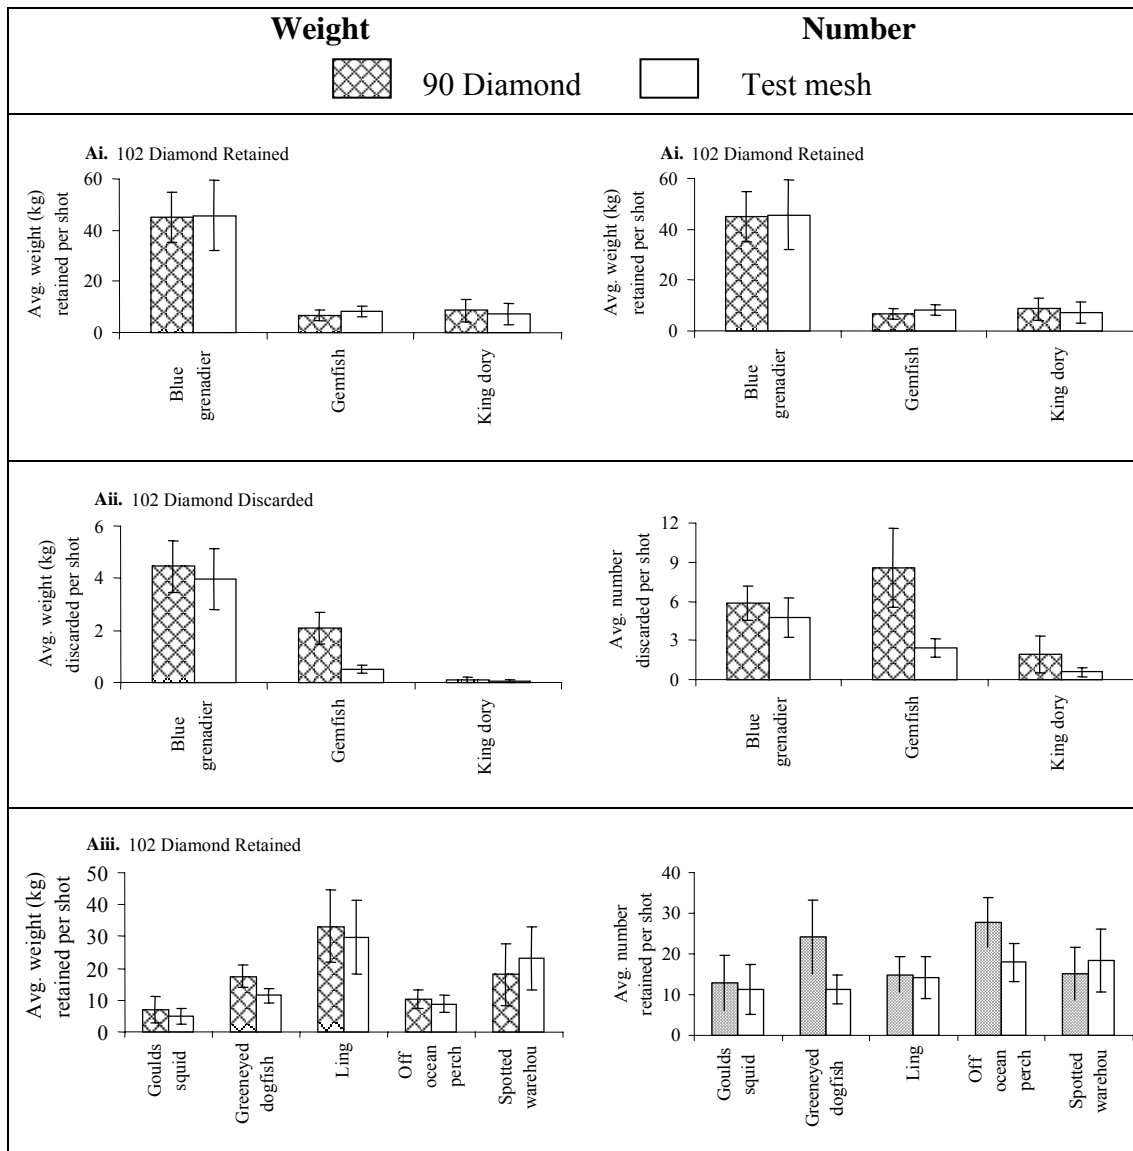 Weight
Number
90 Diamond
Test mesh
Ai. 102 Diamond Retained
Avg. weight (kg)
retained per shot
60
40
20
0
Blue
grenadier
Gemfish
King dory
Ai. 102 Diamond Retained
Avg. weight (kg)
retained per shot
60
40
20
0
Blue
grenadier
Gemfish
King dory
Aii. 102 Diamond Discarded
Avg. weight (kg)
discarded per shot
6
4
2
0
Blue
grenadier
Gemfish
King dory
Avg. number
discarded per shot
12
9
6
3
0
Blue
grenadier
Gemfish
King dory
Aiii. 102 Diamond Retained
Avg. weight (kg)
retained per shot
50
40
30
20
10
0
Goulds
squid
Greeneyed
dogfish
Ling
Off
ocean
perch
Spotted
warehou
Avg. number
retained per shot
40
30
20
10
0
Goulds
squid
Greeneyed
dogfish
Ling
Off
ocean
perch
Spotted
warehou